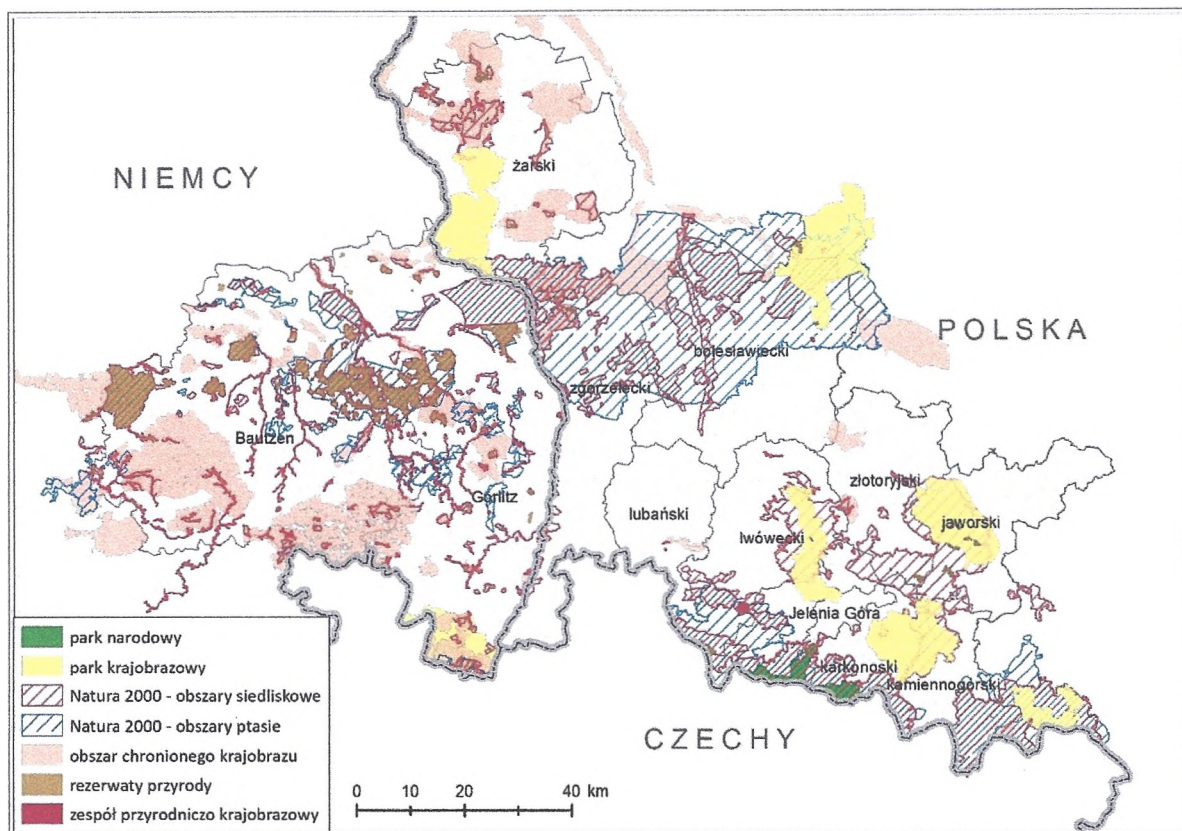 NIEMCY
żarski
POLSKA
bolesławiecki
zgorzelecki
Bautzen
Görlitz
lubański
złotoryjski
lwówecki
jaworski
Jelenia Góra
karkonoski
kamiennogórski
CZECHY
park narodowy
park krajobrazowy
Natura 2000 - obszary siedliskowe
Natura 2000 - obszary ptasie
obszar chronionego krajobrazu
rezerwaty przyrody
zespół przyrodniczo krajobrazowy
0 10 20 40 km